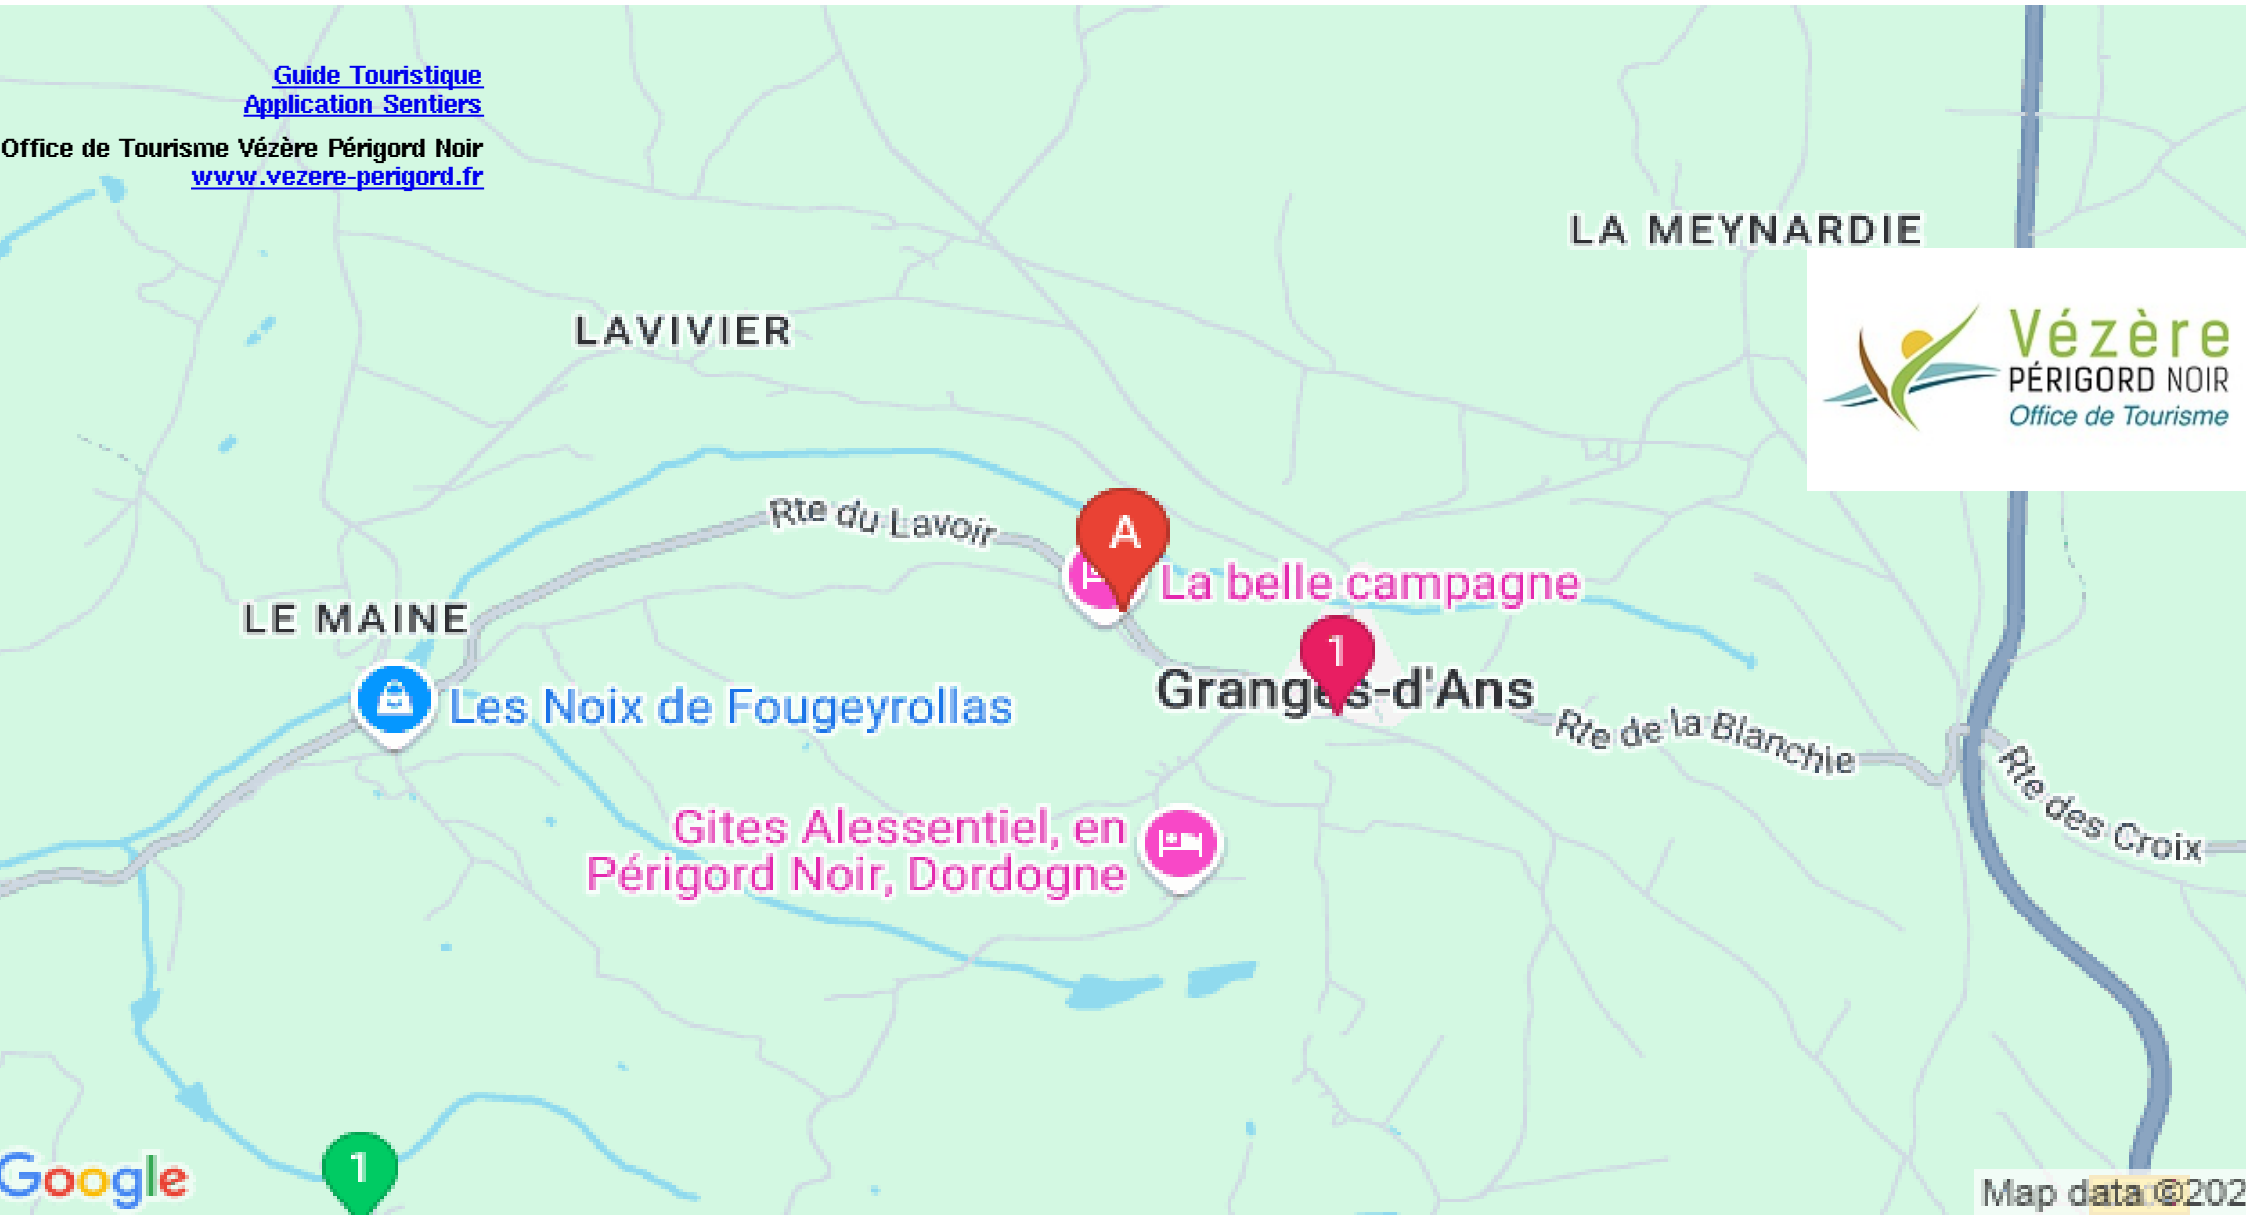 Guide Touristique
Application Sentiers
Office de Tourisme Vézère Périgord Noir
www.vezere-perigord.fr
LA MEYNARDIE
Vézère
PÉRIGORD NOIR
Office de Tourisme
LAVIVIER
Rte du Lavoir
A
La belle campagne
LE MAINE
1
Granges-d'Ans
Les Noix de Fougeyrollas
Rte de la Blanchie
Rte des Croix
Gites Alessentiel, en
Périgord Noir, Dordogne
1
Google
Map data ©202